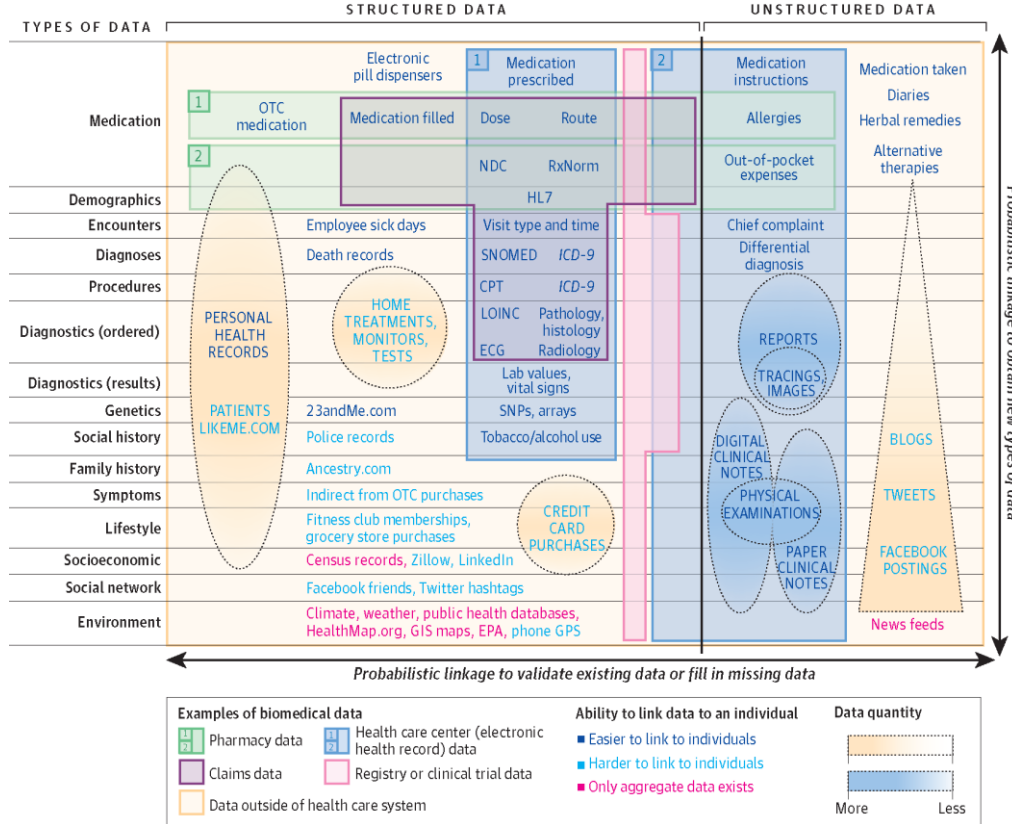 STRUCTURED DATA
UNSTRUCTURED DATA
TYPES OF DATA
Medication
Electronic
pill dispensers
1
Medication
prescribed
2
Medication
instructions
Medication taken
Diaries
Herbal remedies
Alternative
therapies
1
OTC
medication
Medication filled
Dose
Route
Allergies
2
NDC
RxNorm
Out-of-pocket
expenses
Demographics
HL7
Encounters
Employee sick days
Visit type and time
Chief complaint
Diagnoses
Death records
SNOMED
ICD-9
Differential
diagnosis
Procedures
CPT
ICD-9
Diagnostics (ordered)
PERSONAL
HEALTH
RECORDS
HOME
TREATMENTS,
MONITORS,
TESTS
LOINC
Pathology,
histology
ECG
Radiology
REPORTS
Diagnostics (results)
Lab values,
vital signs
TRACINGS,
IMAGES
Genetics
PATIENTS
LIKEME.COM
23andMe.com
SNPs, arrays
Social history
Police records
Tobacco/alcohol use
DIGITAL
CLINICAL
NOTES
BLOGS
Family history
Ancestry.com
Symptoms
Indirect from OTC purchases
CREDIT
CARD
PURCHASES
PHYSICAL
EXAMINATIONS
TWEETS
Lifestyle
Fitness club memberships,
grocery store purchases
Socioeconomic
Census records, Zillow, LinkedIn
PAPER
CLINICAL
NOTES
FACEBOOK
POSTINGS
Social network
Facebook friends, Twitter hashtags
Environment
Climate, weather, public health databases,
HealthMap.org, GIS maps, EPA, phone GPS
News feeds
Probabilistic linkage to obtain new types of data
Probabilistic linkage to validate existing data or fill in missing data
Examples of biomedical data
1
2
Pharmacy data
1
2
Health care center (electronic
health record) data
Claims data
Registry or clinical trial data
Data outside of health care system
Ability to link data to an individual
Easier to link to individuals
Harder to link to individuals
Only aggregate data exists
Data quantity
More
Less